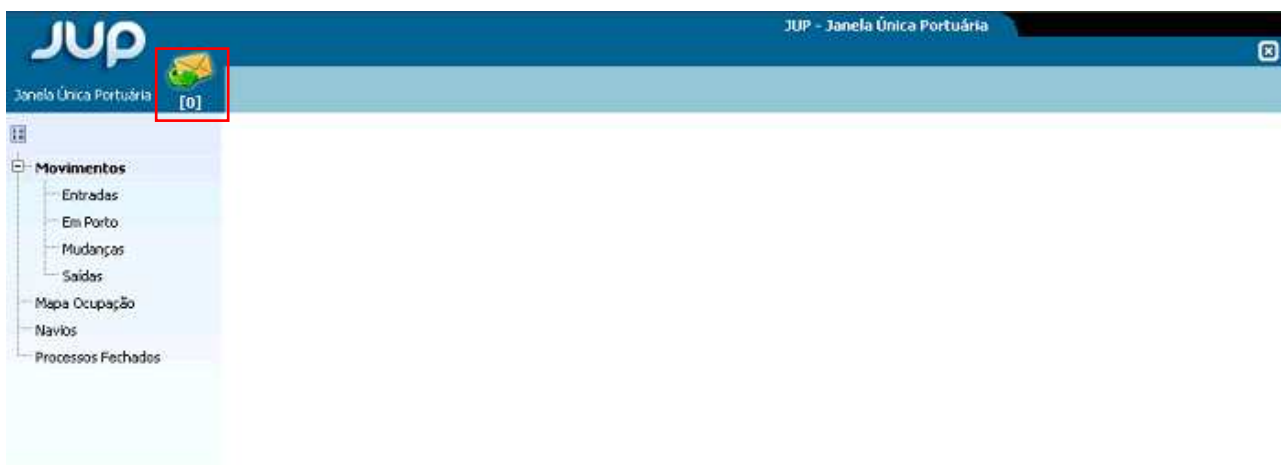 JUP - Janela Única Portuária
JUP
Janela Única Portuária
[0]
Movimentos
Entradas
Em Porto
Mudanças
Saídas
Mapa Ocupação
Navios
Processos Fechados